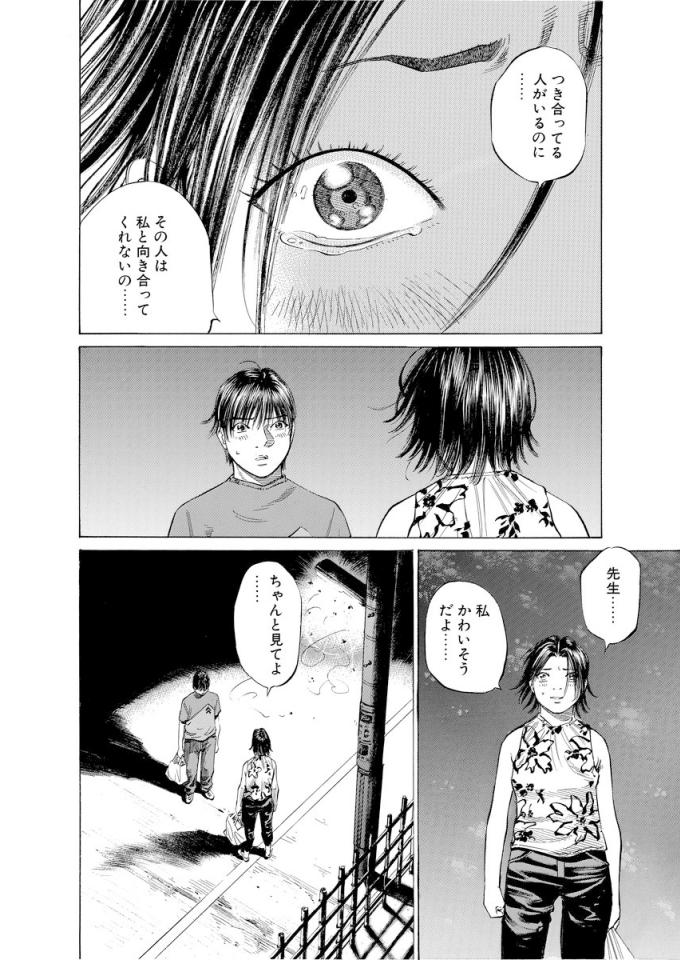 つき合ってる
人がいるのに
……
その人は
私と向き合って
くれないの……
先生……
私
かわいそう
だよ……
ちゃんと見てよ
……